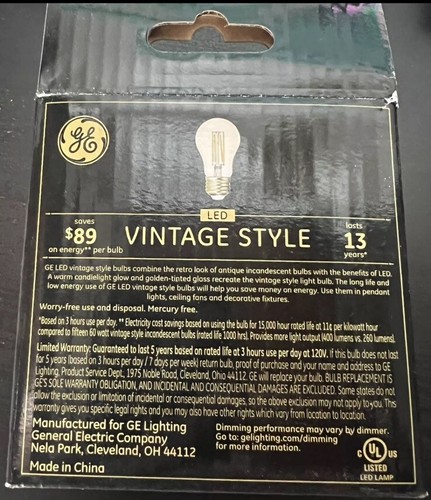 GE
LED
saves
$89
on energy** per bulb
VINTAGE STYLE
lasts
13
years*
GE LED vintage style bulbs combine the retro look of antique incandescent bulbs with the benefits of LED.
A warm candlelight glow and golden-tinted glass recreate the vintage style light bulb. The long life and
low energy use of GE LED vintage style bulbs will help you save money on energy. Use them in pendant
lights, ceiling fans and decorative fixtures.
Worry-free use and disposal. Mercury free.
*Based on 3 hours use per day. ** Electricity cost savings based on using the bulb for 15,000 hour rated life at 11¢ per kilowatt hour
compared to fifteen 60 watt vintage style incandescent bulbs (rated life 1000 hrs). Provides more light output (400 lumens vs. 260 lumens).
Limited Warranty: Guaranteed to last 5 years based on rated life at 3 hours use per day at 120V. If this bulb does not last
for 5 years (based on 3 hours per day / 7 days per week) return bulb, proof of purchase and your name and address to GE
Lighting, Product Service Dept., 1975 Noble Road, Cleveland, Ohio 44112. GE will replace your bulb. BULB REPLACEMENT IS
GE'S SOLE WARRANTY OBLIGATION, AND INCIDENTAL AND CONSEQUENTIAL DAMAGES ARE EXCLUDED. Some states do not
allow the exclusion or limitation of incidental or consequential damages, so the above exclusion may not apply to you. This
warranty gives you specific legal rights and you may also have other rights which vary from location to location.
Manufactured for GE Lighting
General Electric Company
Nela Park, Cleveland, OH 44112
Made in China
Dimming performance may vary by dimmer.
Go to: gelighting.com/dimming
for more information.
c UL US
LISTED
LED LAMP